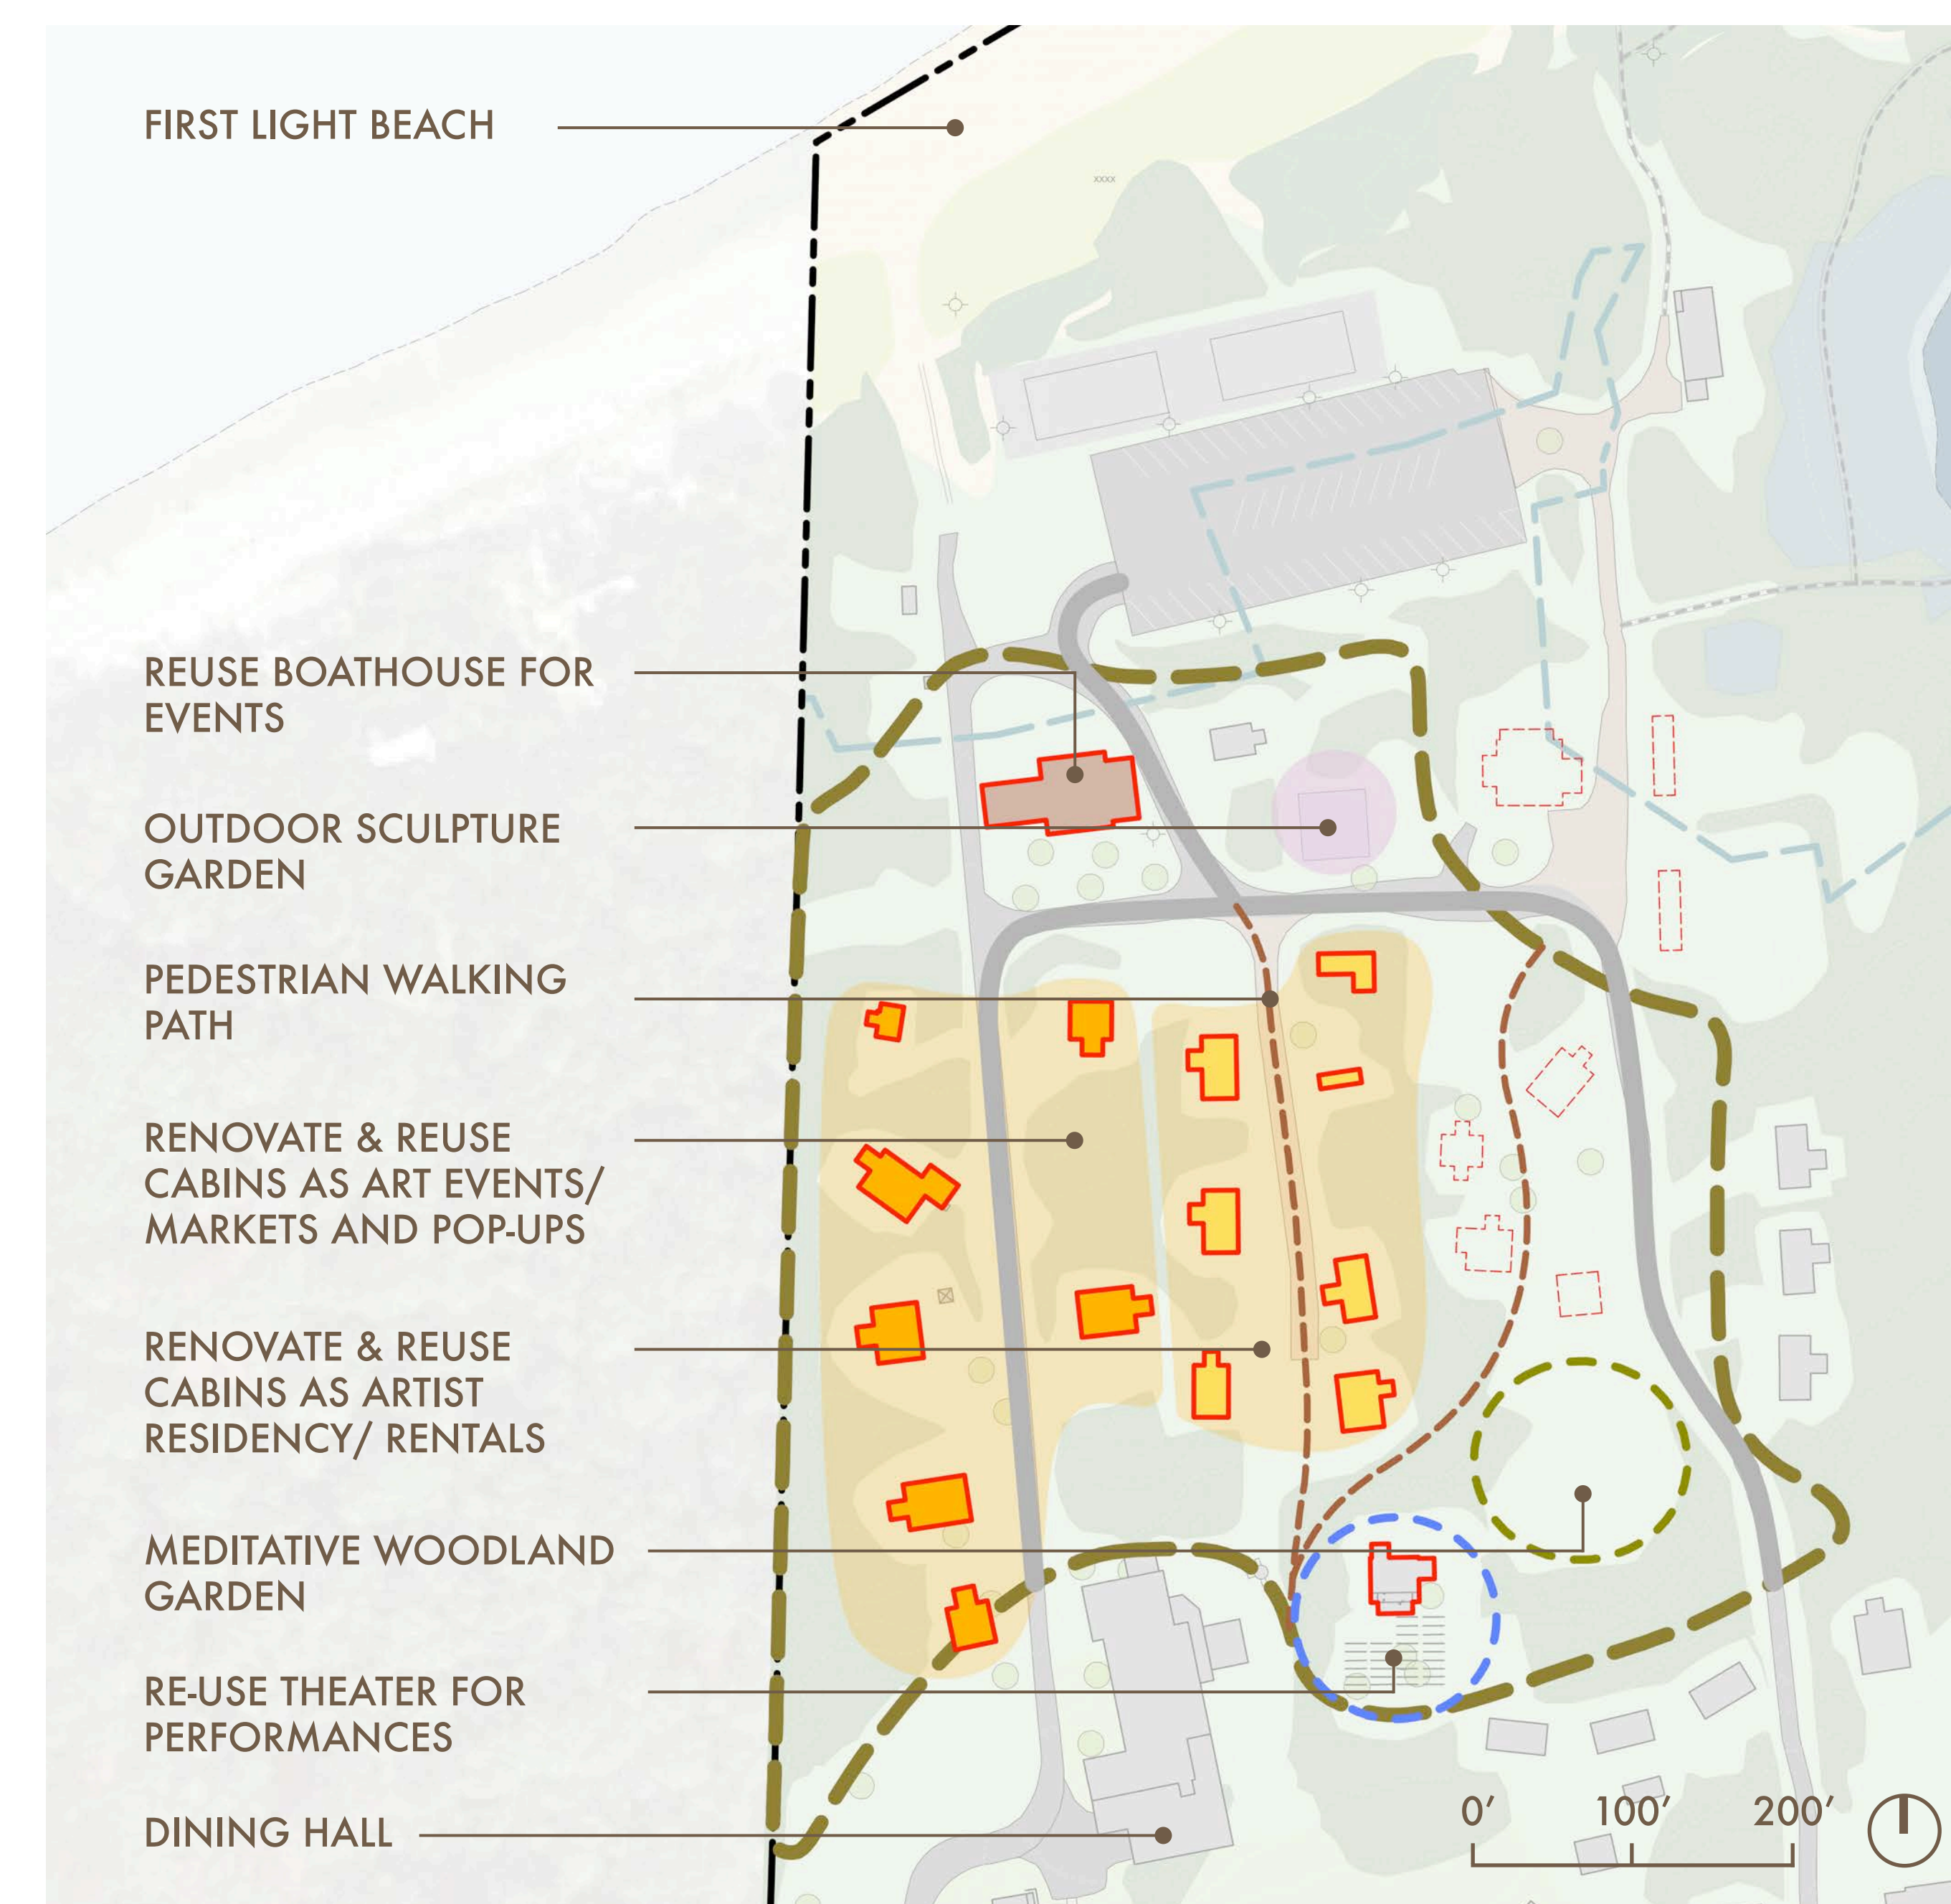 FIRST LIGHT BEACH
xxxx
REUSE BOATHOUSE FOR
EVENTS
OUTDOOR SCULPTURE
GARDEN
PEDESTRIAN WALKING
PATH
RENOVATE & REUSE
CABINS AS ART EVENTS/
MARKETS AND POP-UPS
RENOVATE & REUSE
CABINS AS ARTIST
RESIDENCY/ RENTALS
MEDITATIVE WOODLAND
GARDEN
RE-USE THEATER FOR
PERFORMANCES
DINING HALL
0′ 100′ 200′